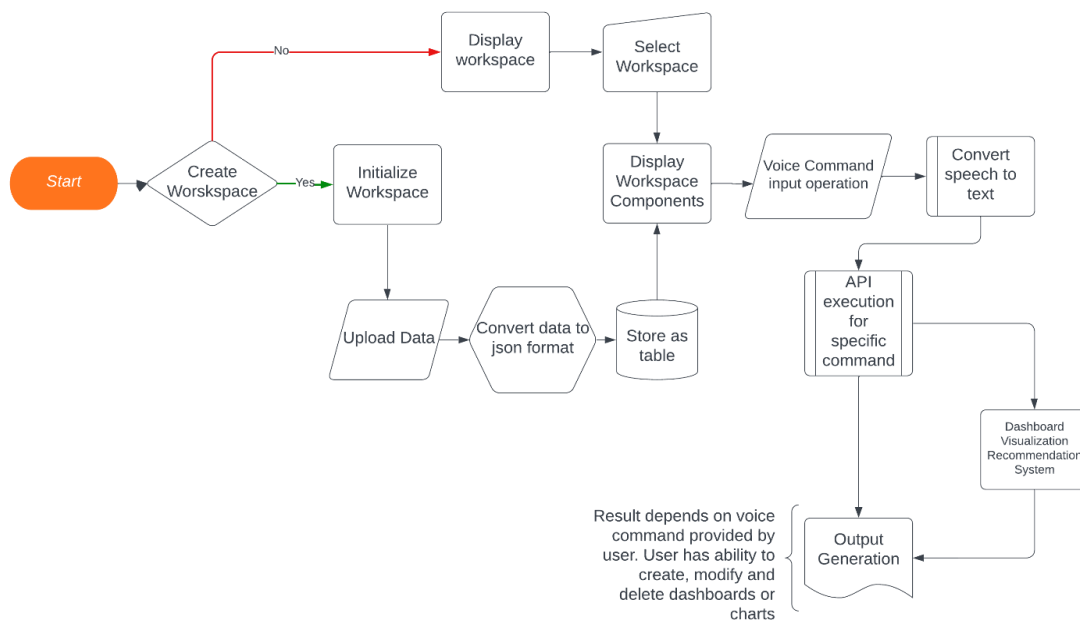 Display
workspace
Select
Workspace
No
Start
Create
Worskspace
Yes
Initialize
Workspace
Display
Workspace
Components
Voice Command
input operation
Convert
speech to
text
Upload Data
Convert data to
json format
Store as
table
API
execution
for
specific
command
Dashboard
Visualization
Recommendation
System
Result depends on voice
command provided by
user. User has ability to
create, modify and
delete dashboards or
charts
Output
Generation